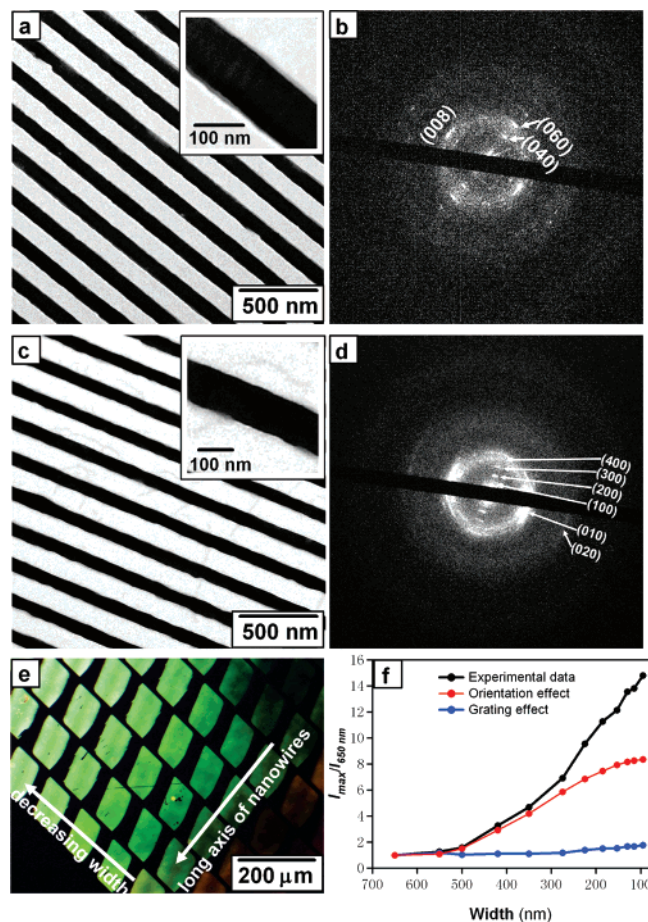 a
100 nm
500 nm
b
(008)
(060)
(040)
c
100 nm
500 nm
d
(400)
(300)
(200)
(100)
(010)
(020)
e
decreasing width
long axis of nanowires
200 μm
f
Experimental data
Orientation effect
Grating effect
I max/I 650 nm
16
14
12
10
8
6
4
2
0
700 600 500 400 300 200 100
Width (nm)